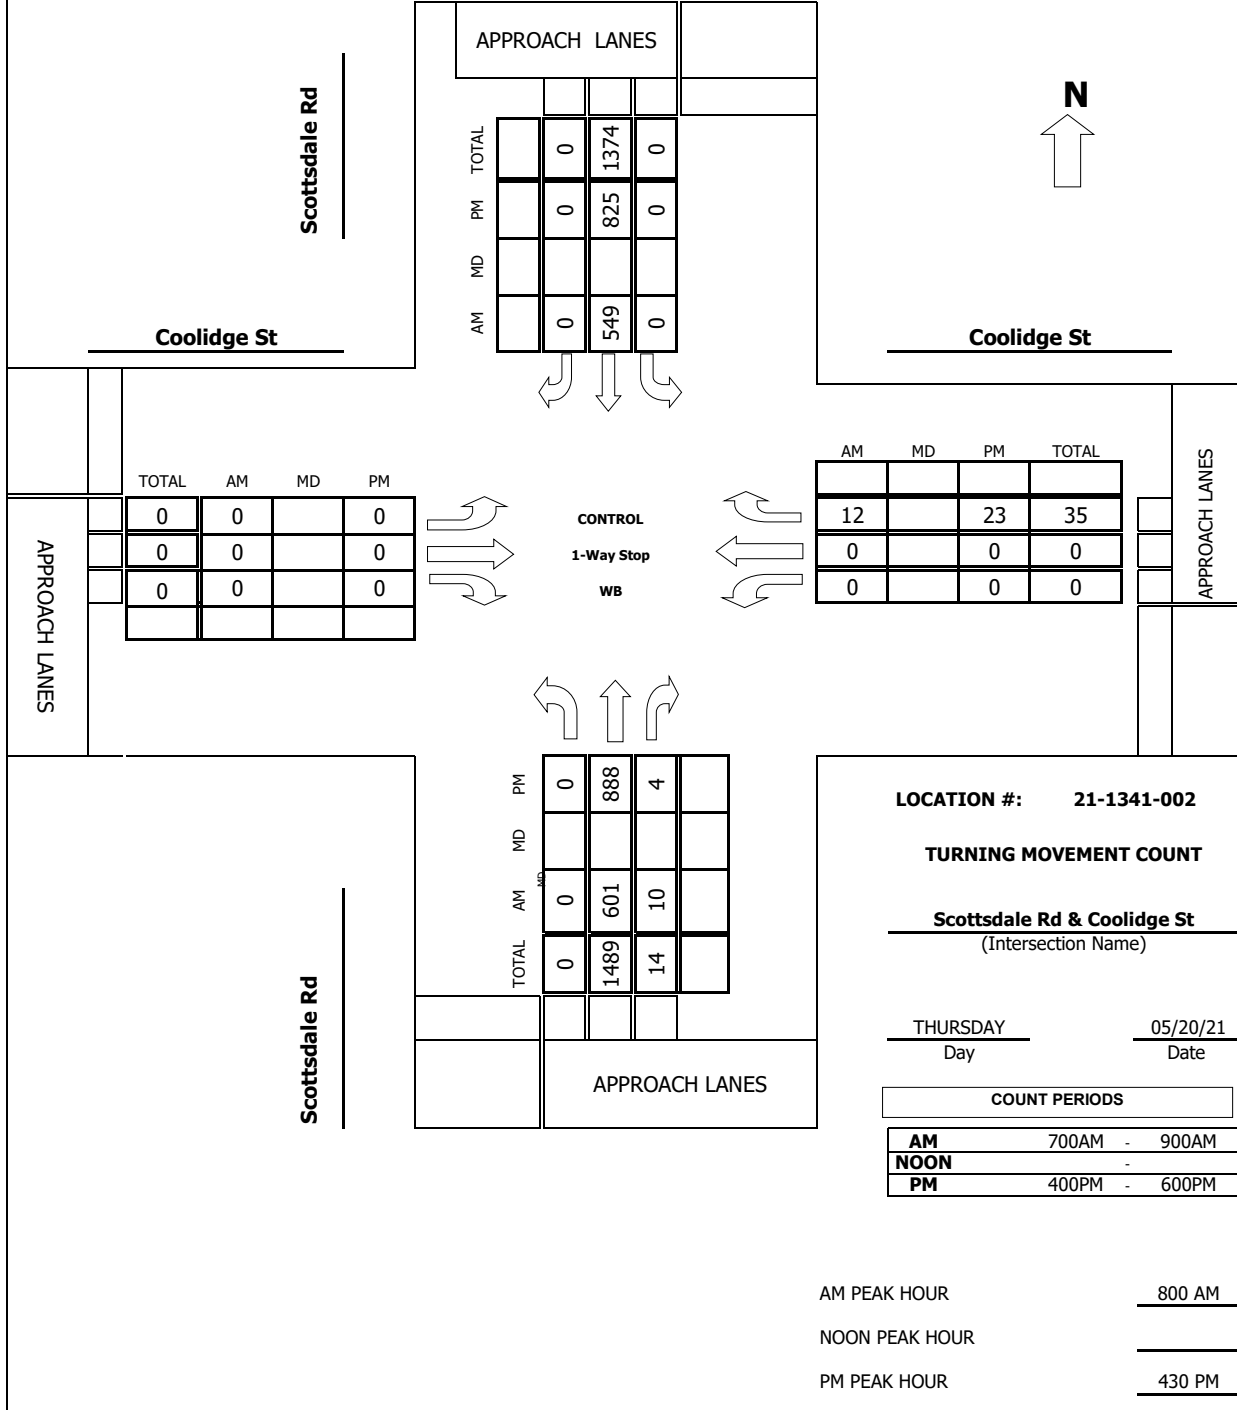 APPROACH LANES
N
Scottsdale Rd
TOTAL 0 1374 0
PM 0 825 0
MD
AM 0 549 0
Coolidge St
Coolidge St
AM MD PM TOTAL
12 23 35
0 0 0
0 0 0
APPROACH LANES
TOTAL AM MD PM
0 0 0
0 0 0
0 0 0
APPROACH LANES
CONTROL
1-Way Stop
WB
PM 0 888 4
MD
MD
AM 0 601 10
TOTAL 0 1489 14
Scottsdale Rd
APPROACH LANES
LOCATION #: 21-1341-002
TURNING MOVEMENT COUNT
Scottsdale Rd & Coolidge St
(Intersection Name)
THURSDAY 05/20/21
Day Date
COUNT PERIODS
AM 700AM - 900AM
NOON -
PM 400PM - 600PM
AM PEAK HOUR 800 AM
NOON PEAK HOUR
PM PEAK HOUR 430 PM